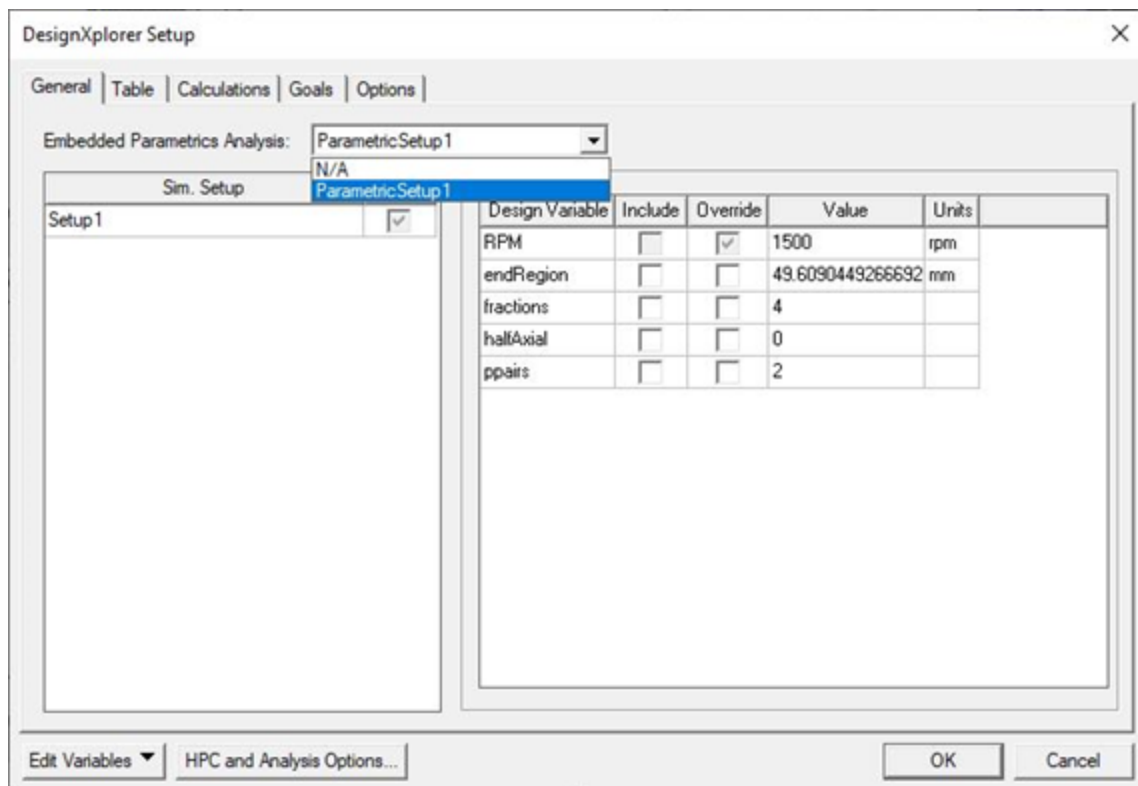 DesignXplorer Setup
General Table Calculations Goals Options
Embedded Parametrics Analysis: ParametricSetup1
N/A
ParametricSetup1
Sim. Setup
Setup1
Design Variable Include Override Value Units
RPM 1500 rpm
endRegion 49.6090449266692 mm
fractions 4
halfAxial 0
ppairs 2
Edit Variables HPC and Analysis Options... OK Cancel